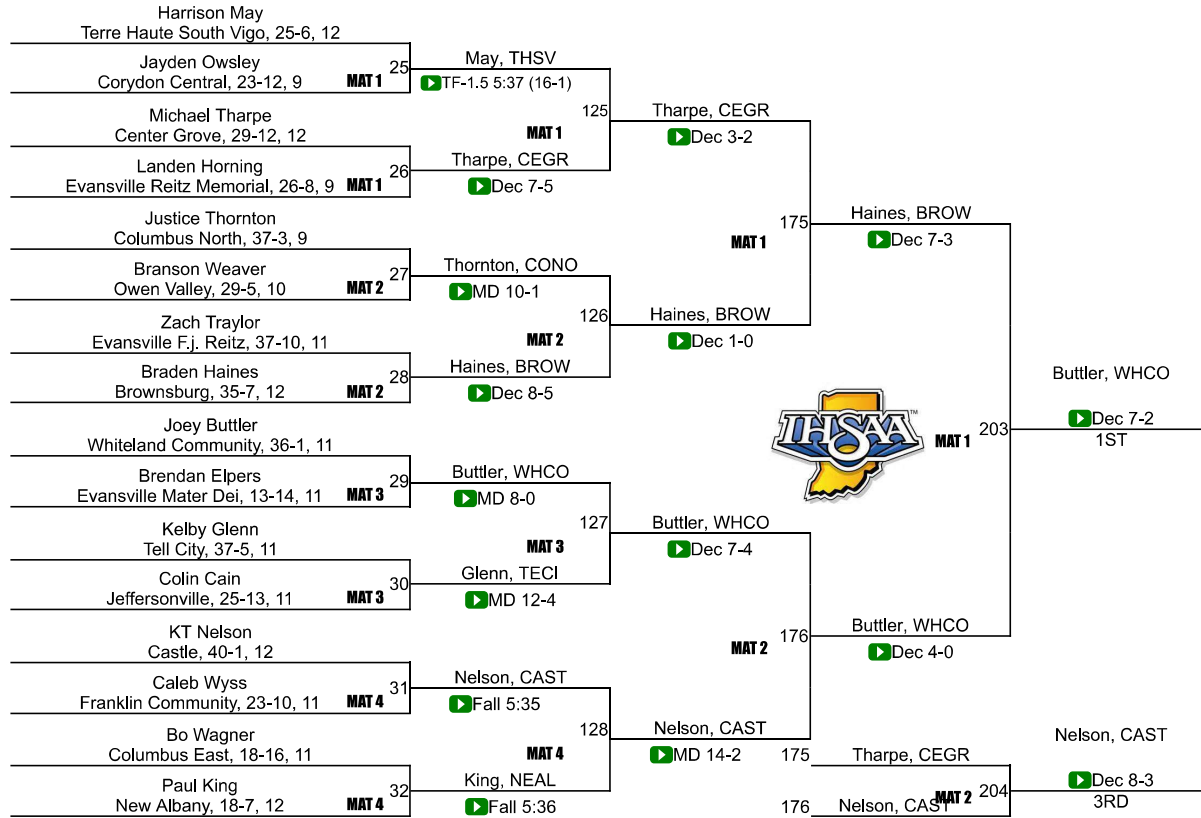 Harrison May
Terre Haute South Vigo, 25-6, 12
Jayden Owsley
Corydon Central, 23-12, 9
MAT 1
25
May, THSV
TF-1.5 5:37 (16-1)
Michael Tharpe
Center Grove, 29-12, 12
Landen Horning
Evansville Reitz Memorial, 26-8, 9
MAT 1
26
Tharpe, CEGR
Dec 7-5
MAT 1
125
Tharpe, CEGR
Dec 3-2
Justice Thornton
Columbus North, 37-3, 9
Branson Weaver
Owen Valley, 29-5, 10
MAT 2
27
Thornton, CONO
MD 10-1
Zach Traylor
Evansville F.j. Reitz, 37-10, 11
Braden Haines
Brownsburg, 35-7, 12
MAT 2
28
Haines, BROW
Dec 8-5
MAT 2
126
Haines, BROW
Dec 1-0
MAT 1
175
Haines, BROW
Dec 7-3
Joey Buttler
Whiteland Community, 36-1, 11
Brendan Elpers
Evansville Mater Dei, 13-14, 11
MAT 3
29
Buttler, WHCO
MD 8-0
Kelby Glenn
Tell City, 37-5, 11
Colin Cain
Jeffersonville, 25-13, 11
MAT 3
30
Glenn, TECI
MD 12-4
MAT 3
127
Buttler, WHCO
Dec 7-4
KT Nelson
Castle, 40-1, 12
Caleb Wyss
Franklin Community, 23-10, 11
MAT 4
31
Nelson, CAST
Fall 5:35
Bo Wagner
Columbus East, 18-16, 11
Paul King
New Albany, 18-7, 12
MAT 4
32
King, NEAL
Fall 5:36
MAT 4
128
Nelson, CAST
MD 14-2
MAT 2
176
Buttler, WHCO
Dec 4-0
IHSAA
TM
MAT 1
203
Buttler, WHCO
Dec 7-2
1ST
175
Tharpe, CEGR
176
Nelson, CAST
MAT 2
204
Nelson, CAST
Dec 8-3
3RD